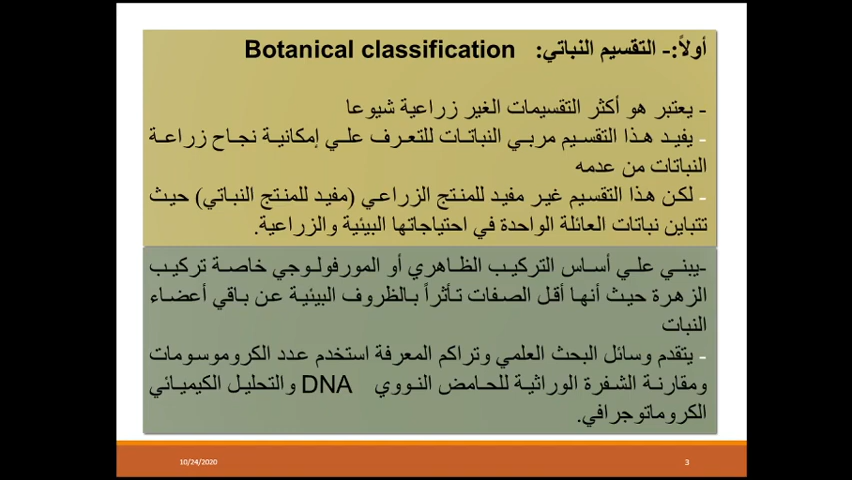 أولاً:- التقسيم النباتي: Botanical classification
- يعتبر هو أكثر التقسيمات الغير زراعية شيوعا
- يفيد هذا التقسيم مربي النباتات للتعرف علي إمكانية نجاح زراعة
النباتات من عدمه
- لكن هذا التقسيم غير مفيد للمنتج الزراعي (مفيد للمنتج النباتي) حيث
تتباين نباتات العائلة الواحدة في احتياجاتها البيئية والزراعية.
-يبني علي أساس التركيب الظاهري أو المورفولوجي خاصة تركيب
الزهرة حيث أنها أقل الصفات تأثراً بالظروف البيئية عن باقي أعضاء
النبات
- يتقدم وسائل البحث العلمي وتراكم المعرفة استخدم عدد الكروموسومات
ومقارنة الشفرة الوراثية للحامض النووي DNA والتحليل الكيميائي
الكروماتوجرافي.
10/24/2020
3